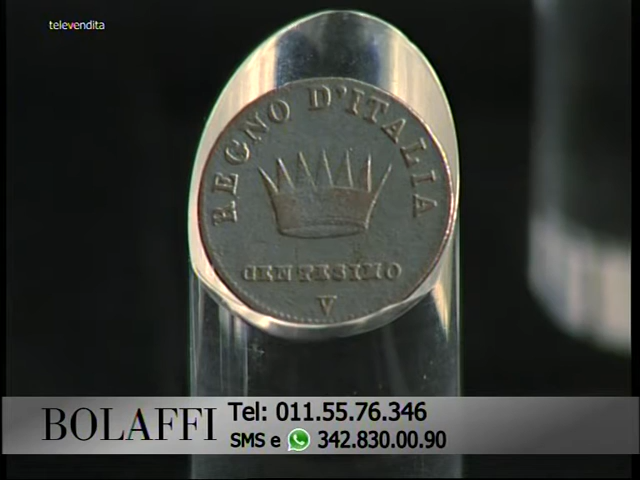 televendita
REGNO D'ITALIA
CENTESIMO
V
BOLAFFI
Tel: 011.55.76.346
SMS e 342.830.00.90